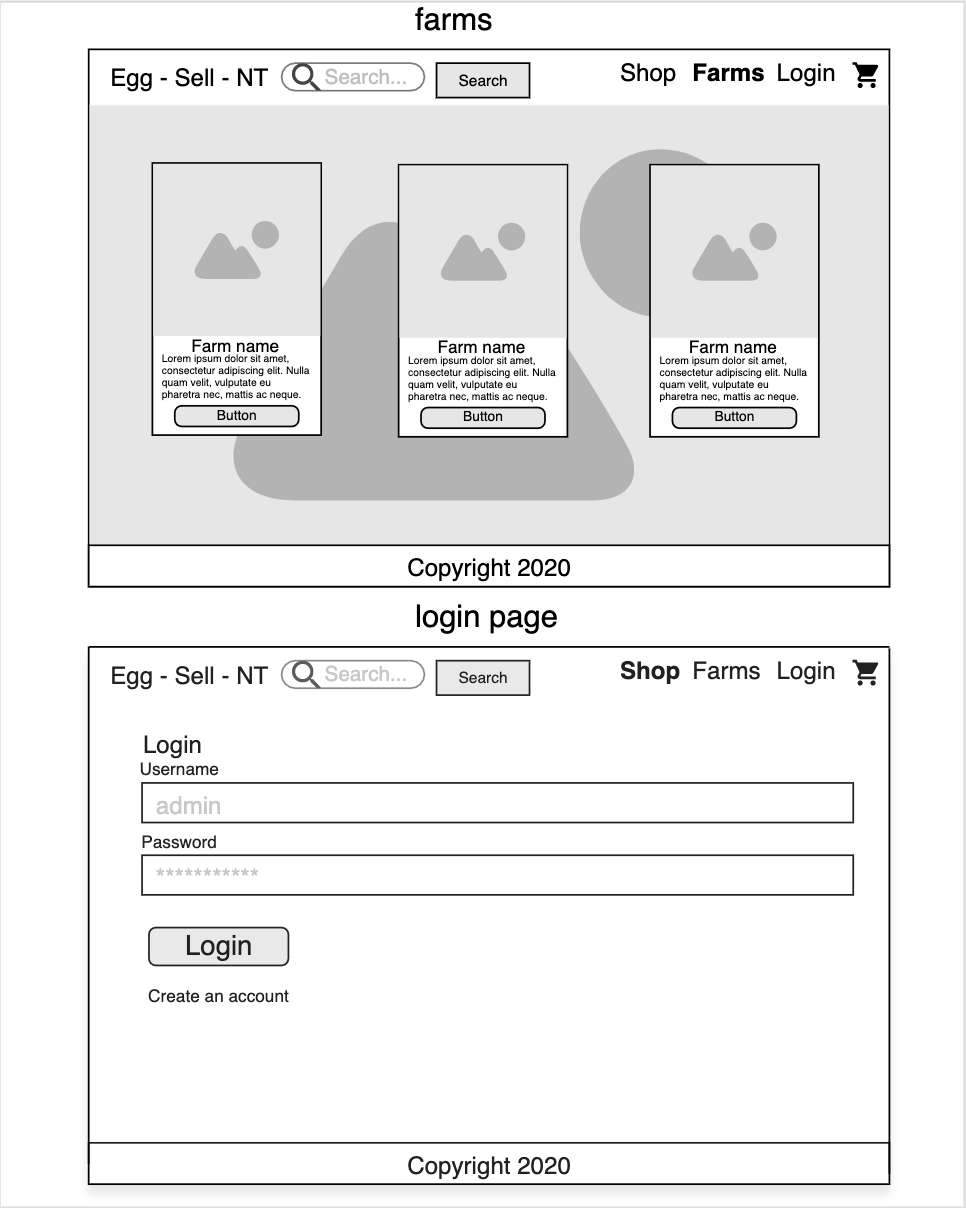 farms
Egg - Sell - NT Search... Search Shop Farms Login
Farm name
Lorem ipsum dolor sit amet,
consectetur adipiscing elit. Nulla
quam velit, vulputate eu
pharetra nec, mattis ac neque.
Button
Farm name
Lorem ipsum dolor sit amet,
consectetur adipiscing elit. Nulla
quam velit, vulputate eu
pharetra nec, mattis ac neque.
Button
Farm name
Lorem ipsum dolor sit amet,
consectetur adipiscing elit. Nulla
quam velit, vulputate eu
pharetra nec, mattis ac neque.
Button
Copyright 2020
login page
Egg - Sell - NT Search... Search Shop Farms Login
Login
Username
admin
Password
***********
Login
Create an account
Copyright 2020